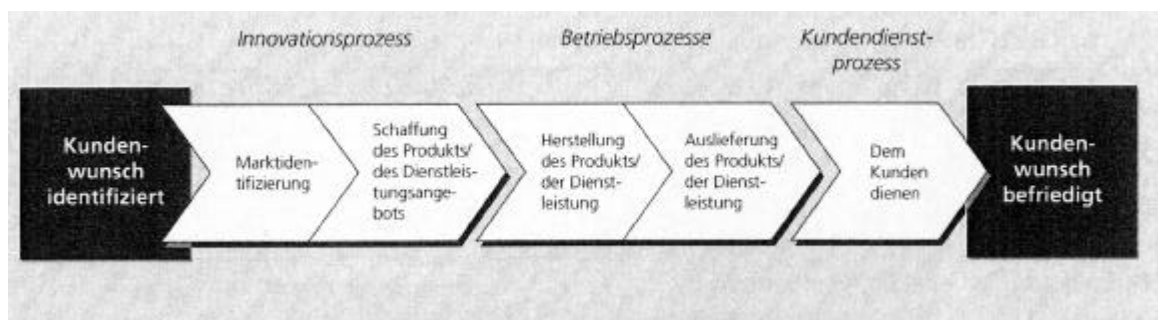 Innovationsprozess
Betriebsprozesse
Kundendienst-
prozess
Kunden-
wunsch
identifiziert
Marktiden-
tifizierung
Schaffung
des Produkts/
des Dienstleis-
tungsange-
bots
Herstellung
des Produkts/
der Dienst-
leistung
Auslieferung
des Produkts/
der Dienst-
leistung
Dem
Kunden
dienen
Kunden-
wunsch
befriedigt